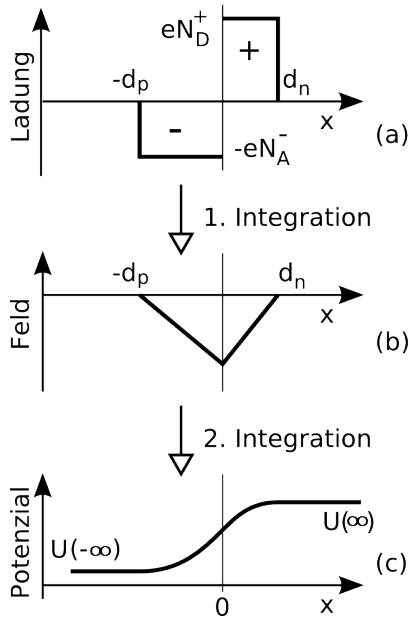 Ladung
eN_D^+
+
-d_p
d_n
-
-eN_A^-
x
(a)
1. Integration
Feld
-d_p
d_n
x
(b)
2. Integration
Potenzial
U(-∞)
U(∞)
(c)
0
x